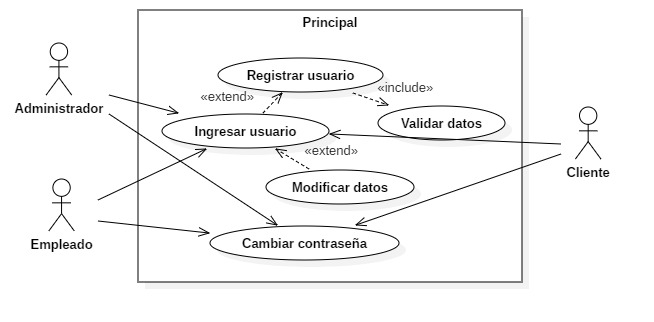 Principal
Registrar usuario
«extend»
«include»
Administrador
Validar datos
Ingresar usuario
«extend»
Cliente
Modificar datos
Empleado
Cambiar contraseña